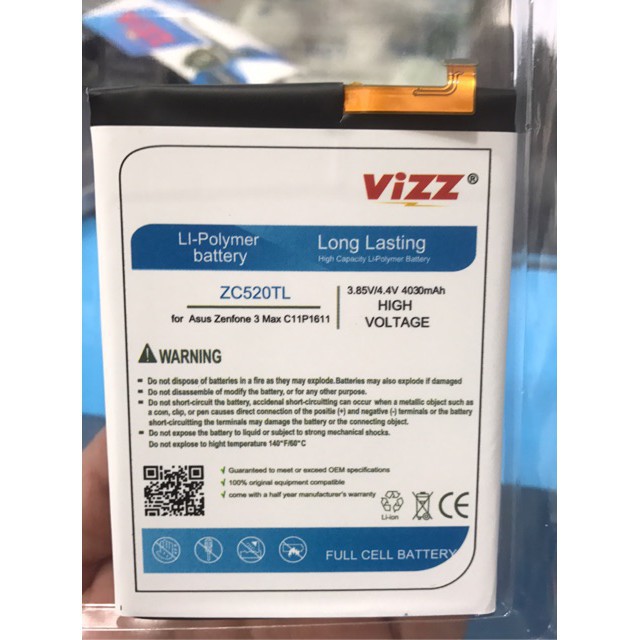 ViZZ®
LI-Polymer
battery
Long Lasting
High Capacity Li-Polymer Battery
ZC520TL
for Asus Zenfone 3 Max C11P1611
3.85V/4.4V 4030mAh
HIGH
VOLTAGE
WARNING
- Do not dispose of batteries in a fire as they may explode.Batteries may also explode if damaged
- Do not disassemble of modify the battery, or for any other purpose.
- Do not short-circuit the battery, accidenal short-circuitting can occur when a metallic object such as
a coin, clip, or pen causes direct connection of the positie (+) and negative (-) terminals or the battery
short-circuiting the terminals may damage the battery or the connecting object.
- Do not expose the battery to liquid or subject to strong mechanical shocks.
Do not explose to hight temperature 140°F/60°C
√ Guaranteed to meet or exceed OEM specifications
√ 100% original equipment compatible
√ come with a half year manufacturer's warranty
Li-ion
CE
FULL CELL BATTERY